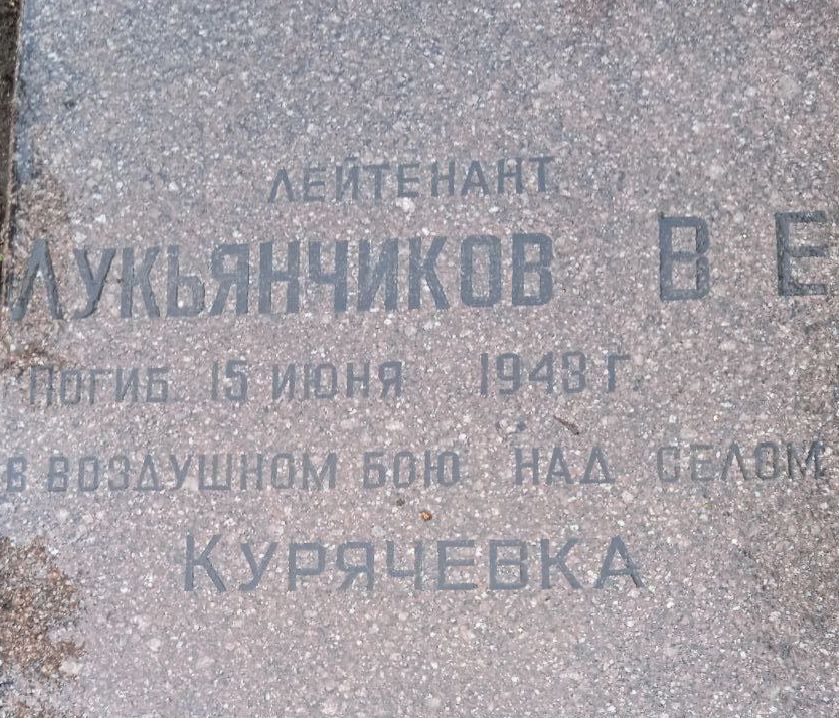 ЛЕЙТЕНАНТ
ЛУКЬЯНЧИКОВ В Е
ПОГИБ 15 ИЮНЯ 1943 Г.
В ВОЗДУШНОМ БОЮ НАД СЕЛОМ
КУРЯЧЕВКА